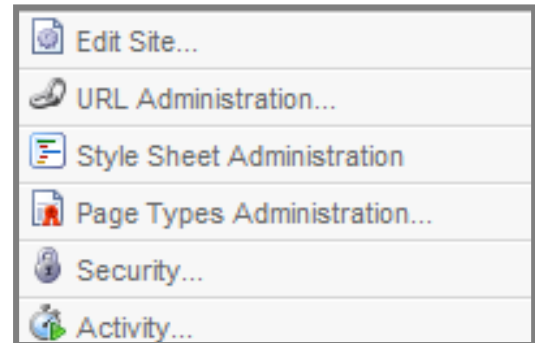 Edit Site...
URL Administration...
Style Sheet Administration
Page Types Administration...
Security...
Activity...